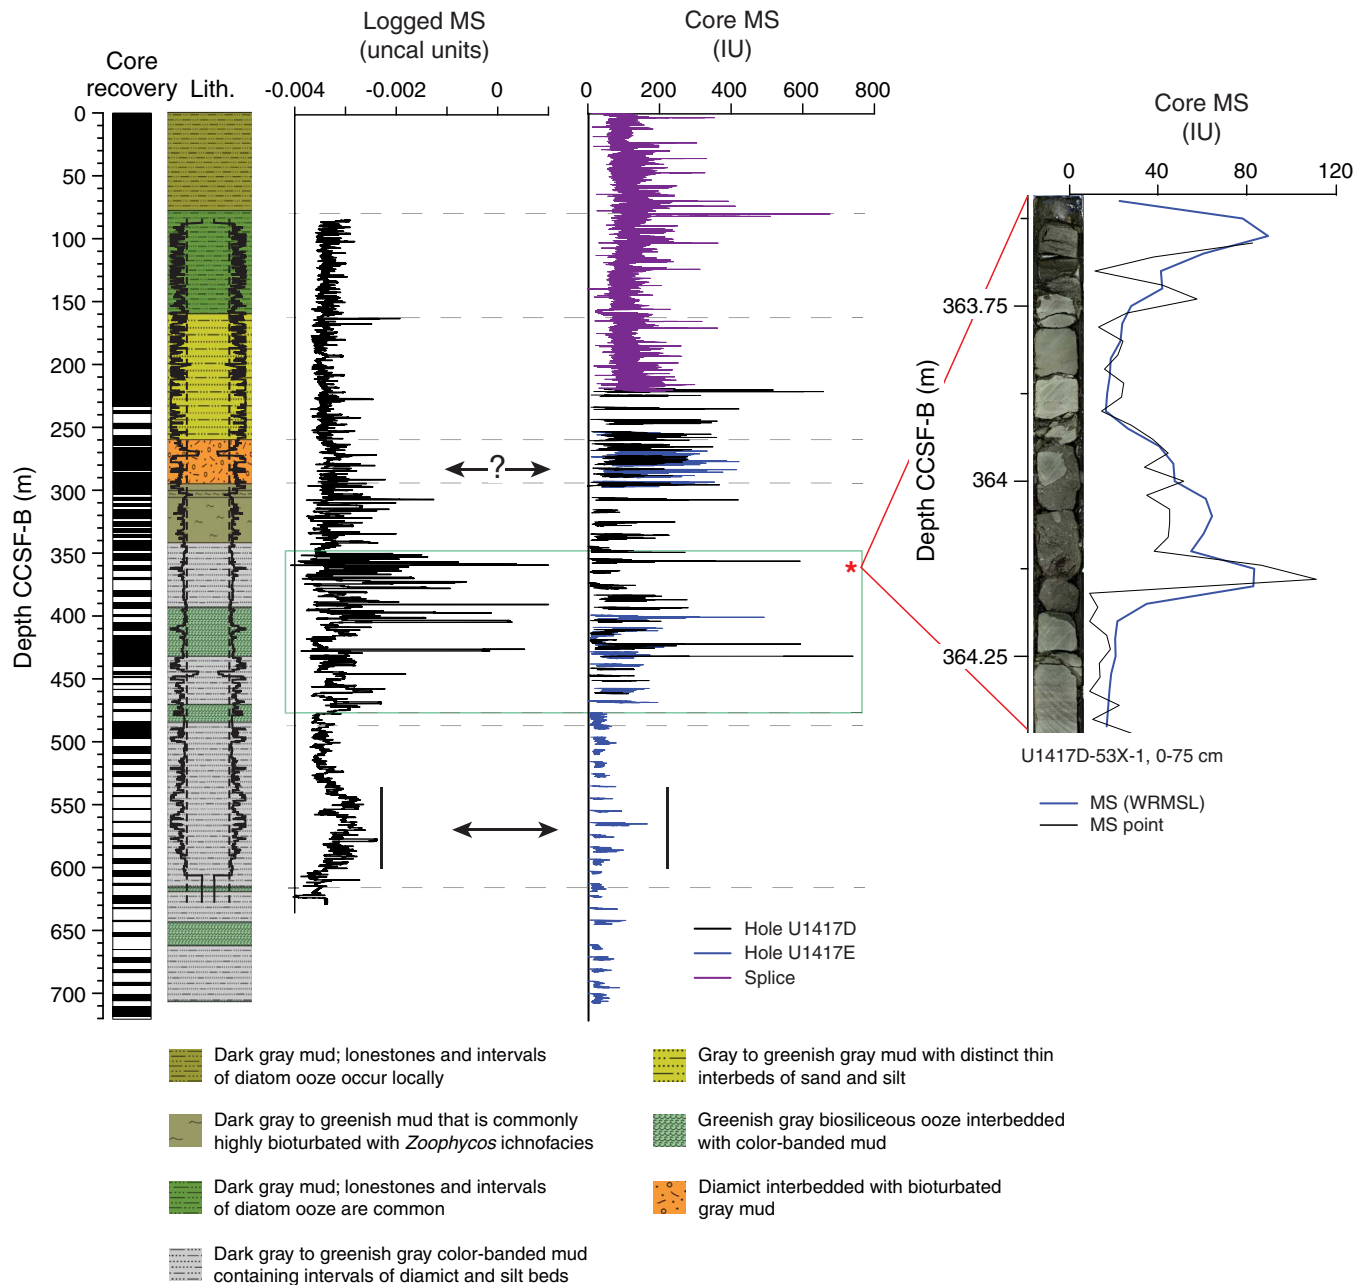 Logged MS
(uncal units)
Core MS
(IU)
Core
recovery
Lith.
-0.004
-0.002
0
0
200
400
600
800
Core MS
(IU)
0
40
80
120
Depth CCSF-B (m)
0
50
100
150
200
250
300
350
400
450
500
550
600
650
700
?
*
Depth CCSF-B (m)
363.75
364
364.25
U1417D-53X-1, 0-75 cm
MS (WRMSL)
MS point
Hole U1417D
Hole U1417E
Splice
Dark gray mud; lonestones and intervals
of diatom ooze occur locally
Dark gray to greenish mud that is commonly
highly bioturbated with Zoophycos ichnofacies
Dark gray mud; lonestones and intervals
of diatom ooze are common
Dark gray to greenish gray color-banded mud
containing intervals of diamict and silt beds
Gray to greenish gray mud with distinct thin
interbeds of sand and silt
Greenish gray biosiliceous ooze interbedded
with color-banded mud
Diamict interbedded with bioturbated
gray mud